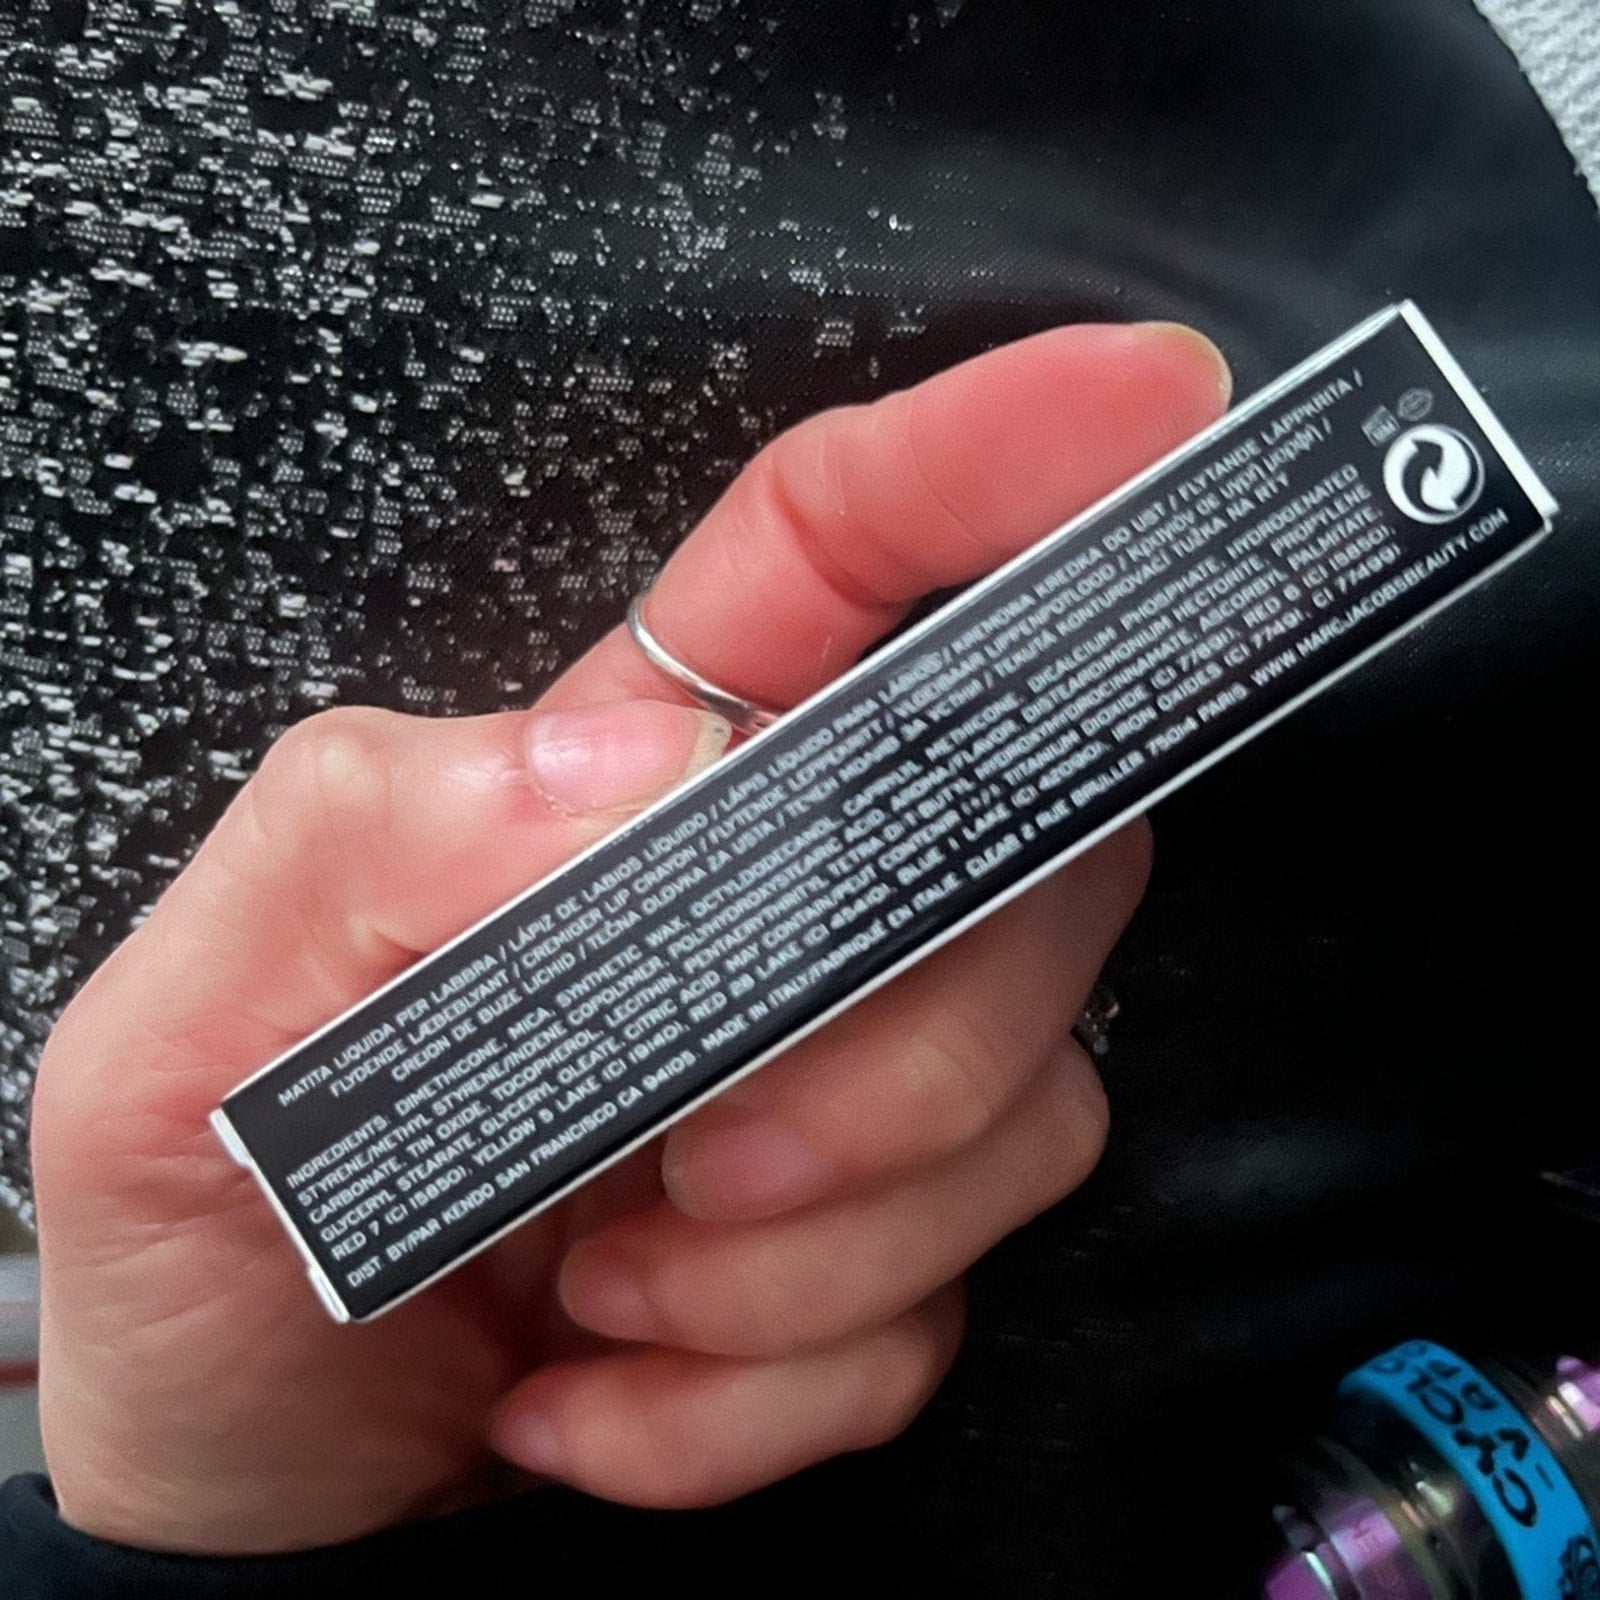 MATITA LIQUIDA PER LABBRA / LÁPIZ DE LABIOS LÍQUIDO / LÁPIS LÍQUIDO PARA LÁBIOS / KREMOWA KREDKA DO UST / FLYTANDE LÄPPKRITA /
FLYDENDE LÆBEBLYANT / CREMIGER LIP CRAYON / FLYTENDE LEPPEKRITT / VLOEIBAAR LIPPENPOTLOOD / Κραγιόν σε υγρή μορφή /
CREION DE BUZE LICHID / TEČNA OLOVKA ZA USTA / ТЕЧЕН МОЛИВ ЗА УСТНИ / TEKUTÁ KONTUROVACÍ TUŽKA NA RTY
INGREDIENTS: DIMETHICONE, MICA, SYNTHETIC WAX, OCTYLDODECANOL, CAPRYLYL METHICONE, DICALCIUM PHOSPHATE, HYDROGENATED
STYRENE/METHYL STYRENE/INDENE COPOLYMER, POLYHYDROXYSTEARIC ACID, AROMA/FLAVOR, DISTEARDIMONIUM HECTORITE, PROPYLENE
CARBONATE, TIN OXIDE, TOCOPHEROL, LECITHIN, PENTAERYTHRITYL TETRA-DI-T-BUTYL HYDROXYHYDROCINNAMATE, ASCORBYL PALMITATE,
GLYCERYL STEARATE, GLYCERYL OLEATE, CITRIC ACID MAY CONTAIN/PEUT CONTENIR (+/-): TITANIUM DIOXIDE (CI 77891), RED 6 (CI 15850),
RED 7 (CI 15850), YELLOW 5 LAKE (CI 19140), RED 28 LAKE (CI 45410), BLUE 1 LAKE (CI 42090), IRON OXIDES (CI 77491, CI 77499)
DIST BY/PAR KENDO SAN FRANCISCO CA 94105. MADE IN ITALY/FABRIQUÉ EN ITALIE CLEAR 2 RUE BRULLER 75014 PARIS WWW.MARCJACOBSBEAUTY.COM